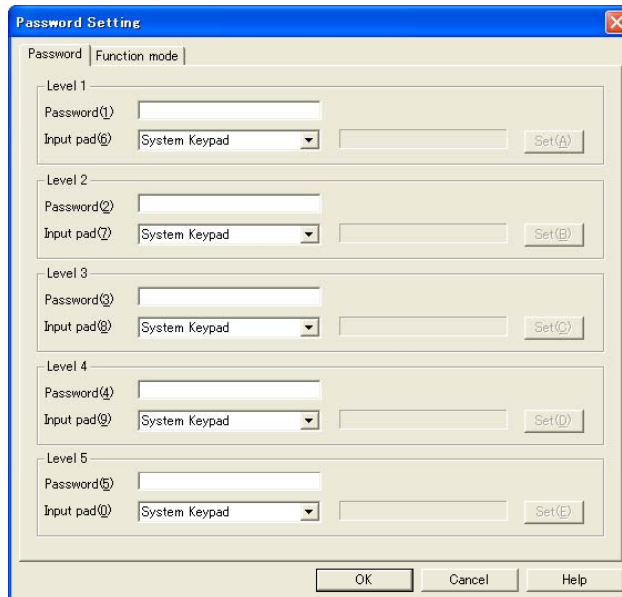 Password Setting
Password Function mode
Level 1
Password(1)
Input pad(6) System Keypad Set(A)
Level 2
Password(2)
Input pad(7) System Keypad Set(B)
Level 3
Password(3)
Input pad(8) System Keypad Set(C)
Level 4
Password(4)
Input pad(9) System Keypad Set(D)
Level 5
Password(5)
Input pad(0) System Keypad Set(E)
OK Cancel Help